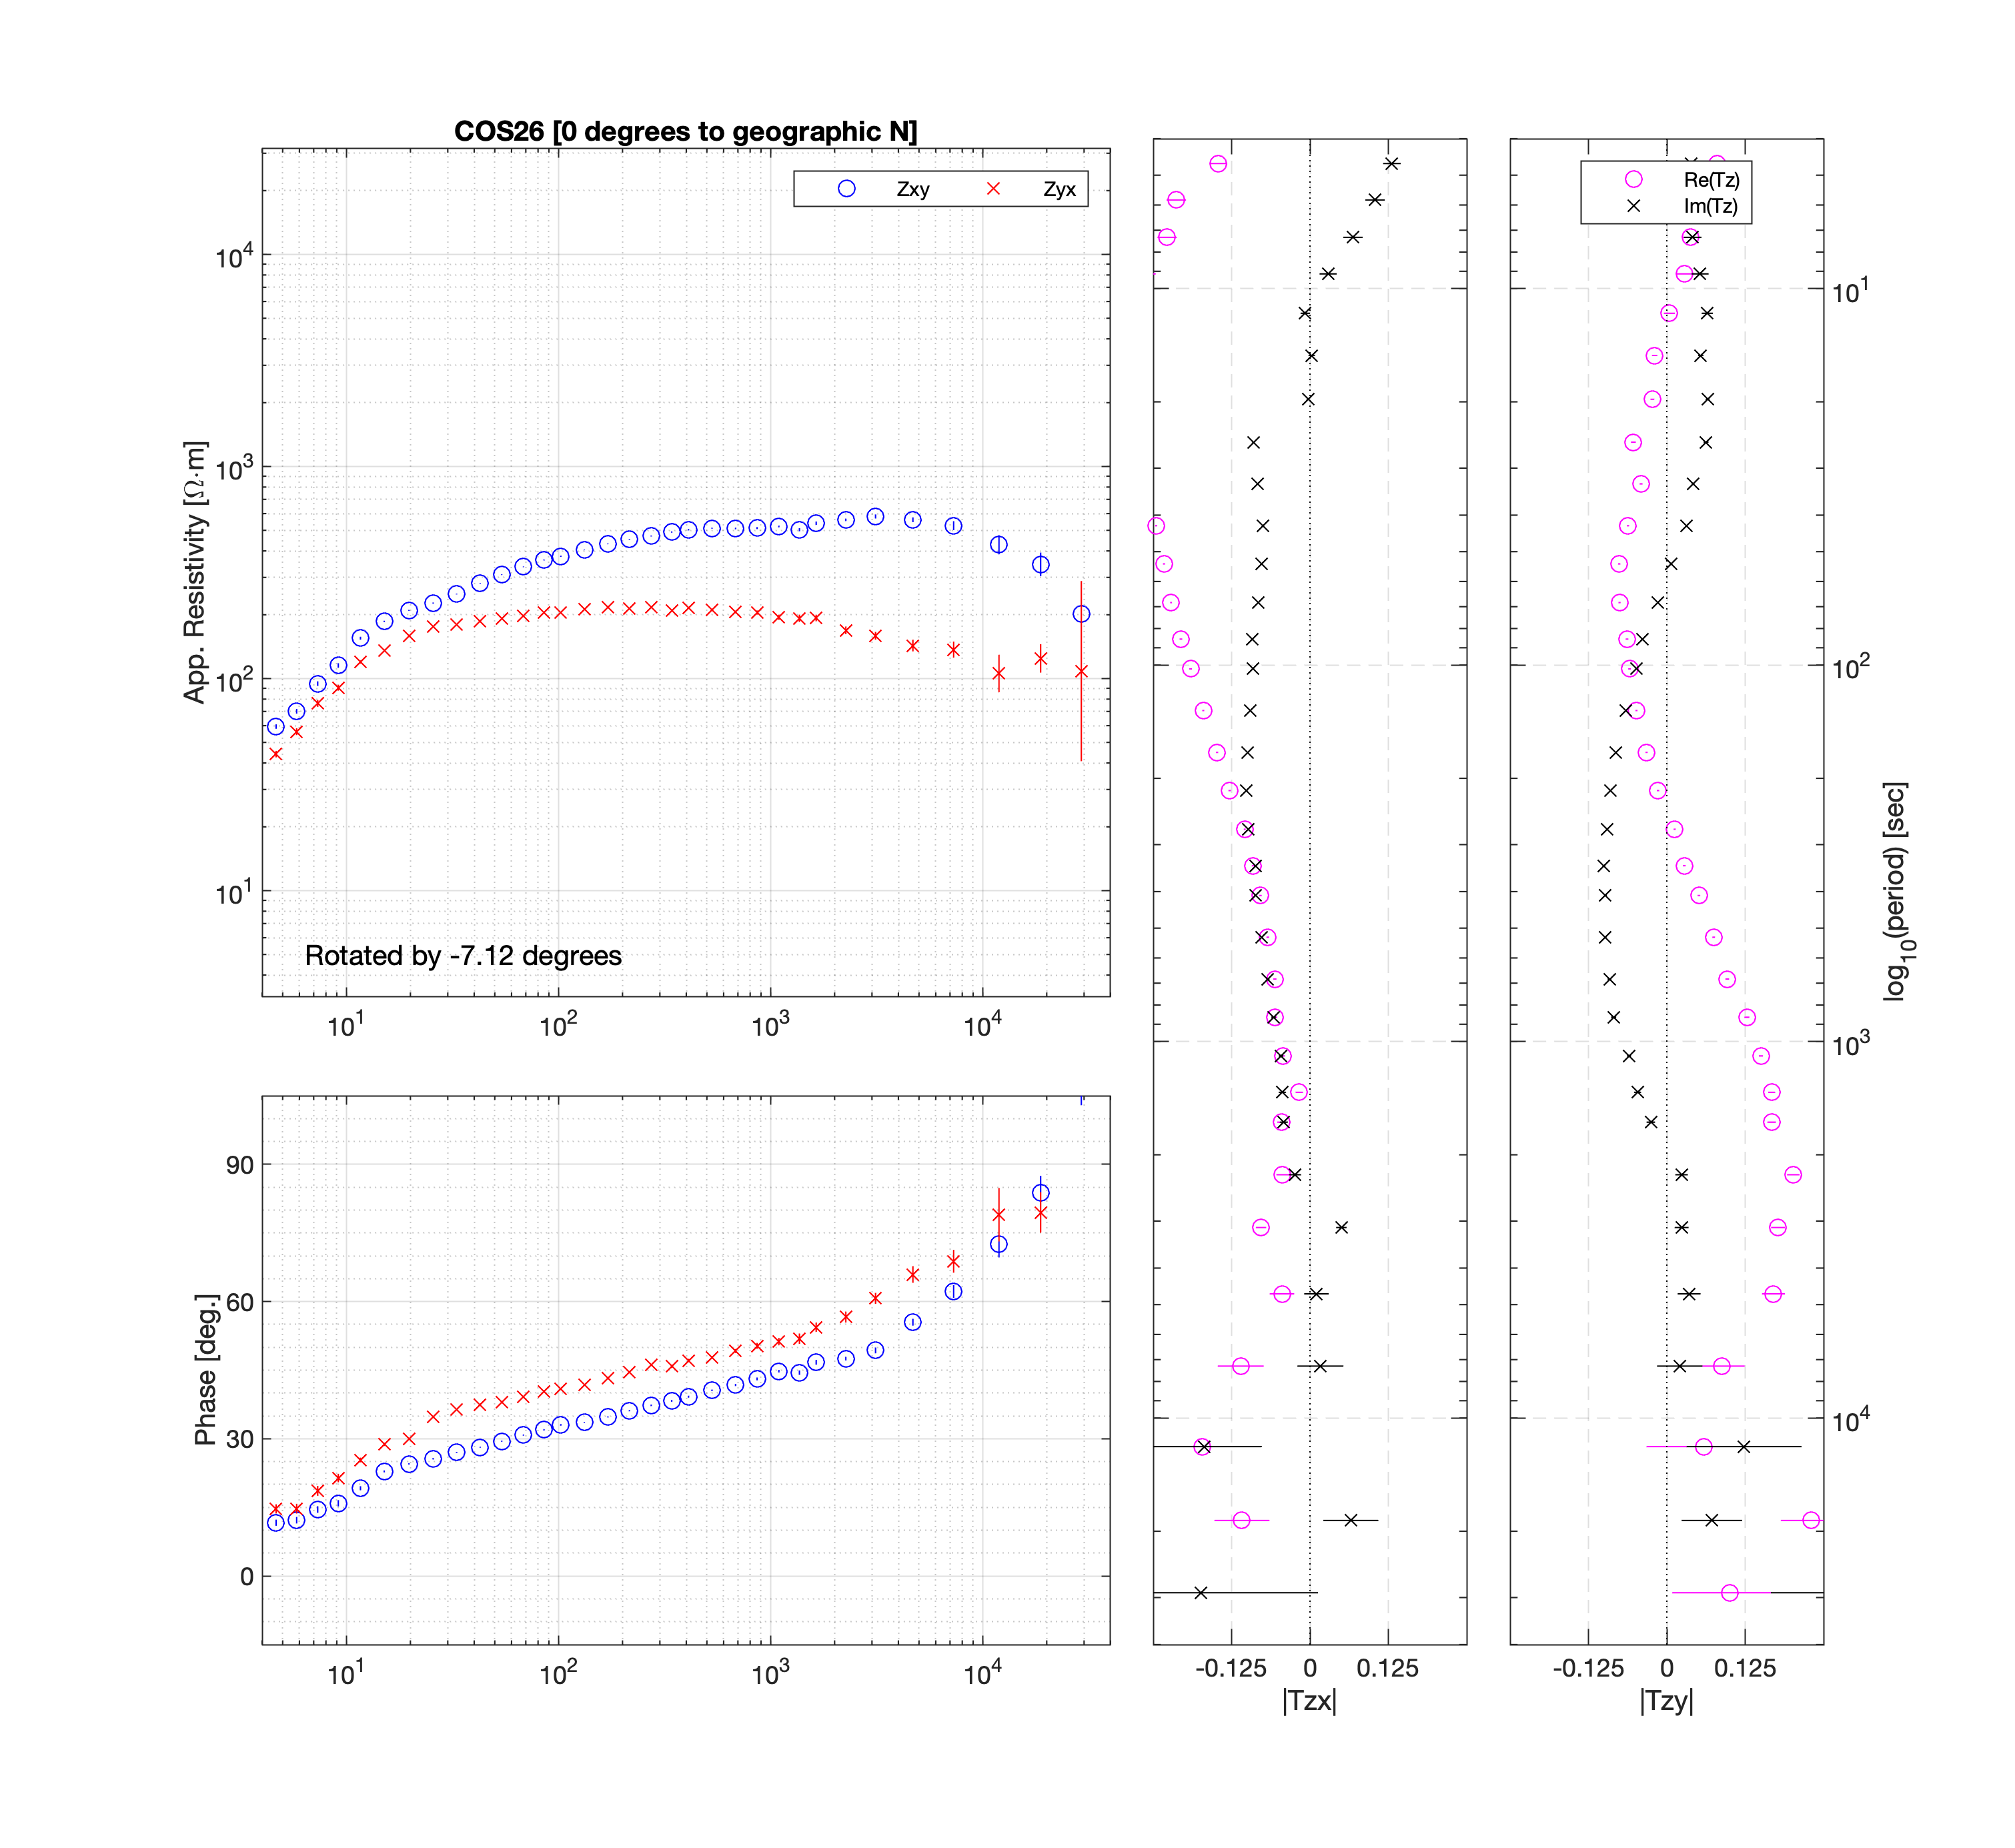 COS26 [0 degrees to geographic N]
Zxy Zyx
App. Resistivity [Ω·m]
10^4
10^3
10^2
10^1
Rotated by -7.12 degrees
10^1 10^2 10^3 10^4
Phase [deg.]
90
60
30
0
10^1 10^2 10^3 10^4
-0.125 0 0.125
|Tzx|
Re(Tz)
Im(Tz)
10^1
10^2
10^3
10^4
log_10(period) [sec]
-0.125 0 0.125
|Tzy|